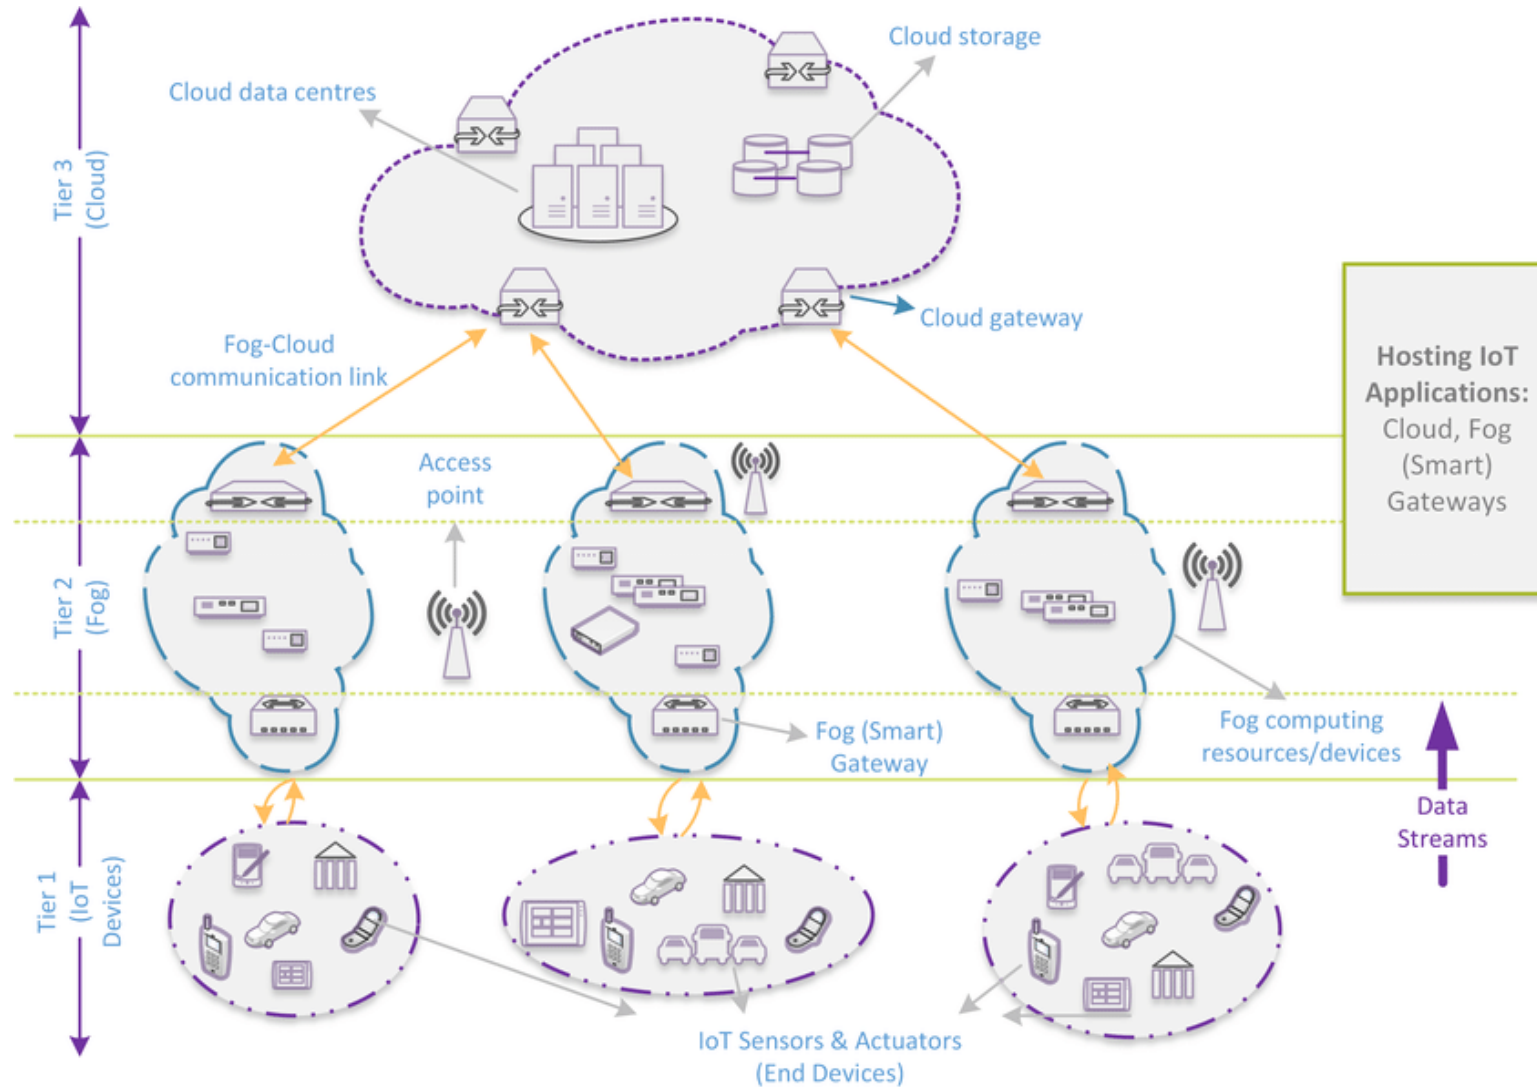 Cloud storage
Cloud data centres
Tier 3
(Cloud)
Cloud gateway
Fog-Cloud
communication link
Hosting IoT
Applications:
Cloud, Fog
(Smart)
Gateways
Access
point
Tier 2
(Fog)
Fog (Smart)
Gateway
Fog computing
resources/devices
Data
Streams
Tier 1
(IoT
Devices)
IoT Sensors & Actuators
(End Devices)